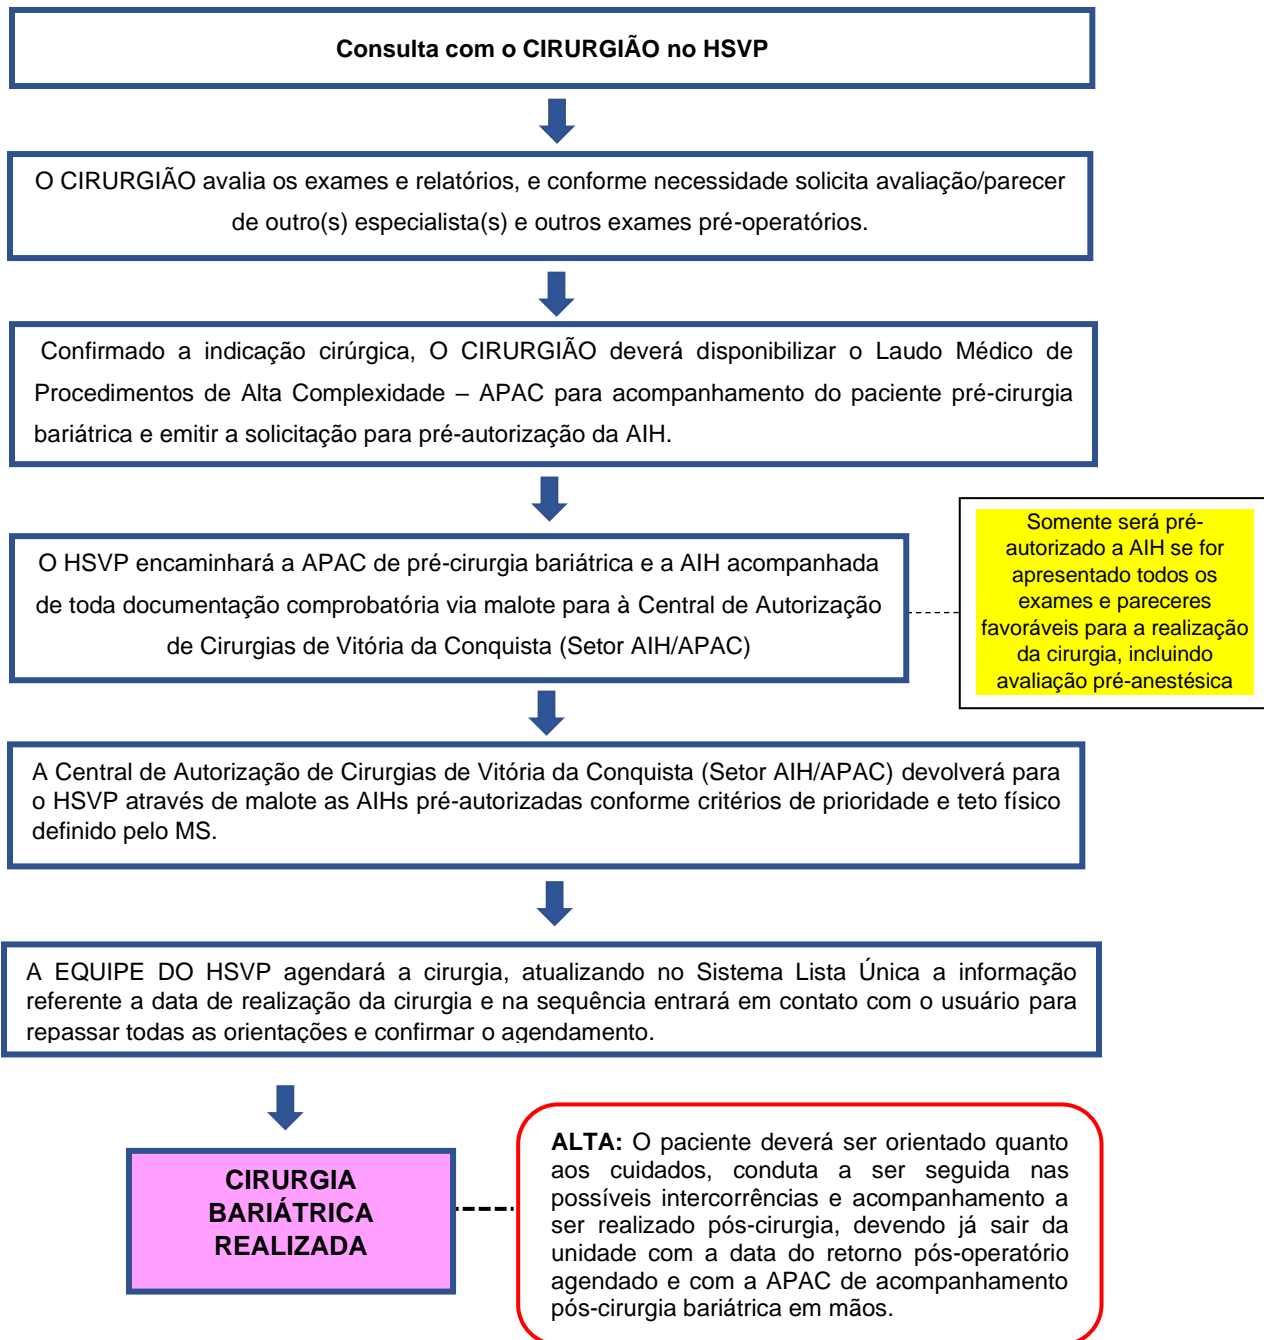 Consulta com o CIRURGIÃO no HSVP
O CIRURGIÃO avalia os exames e relatórios, e conforme necessidade solicita avaliação/parecer
de outro(s) especialista(s) e outros exames pré-operatórios.
Confirmado a indicação cirúrgica, O CIRURGIÃO deverá disponibilizar o Laudo Médico de
Procedimentos de Alta Complexidade – APAC para acompanhamento do paciente pré-cirurgia
bariátrica e emitir a solicitação para pré-autorização da AIH.
O HSVP encaminhará a APAC de pré-cirurgia bariátrica e a AIH acompanhada
de toda documentação comprobatória via malote para à Central de Autorização
de Cirurgias de Vitória da Conquista (Setor AIH/APAC)
Somente será pré-
autorizado a AIH se for
apresentado todos os
exames e pareceres
favoráveis para a realização
da cirurgia, incluindo
avaliação pré-anestésica
A Central de Autorização de Cirurgias de Vitória da Conquista (Setor AIH/APAC) devolverá para
o HSVP através de malote as AIHs pré-autorizadas conforme critérios de prioridade e teto físico
definido pelo MS.
A EQUIPE DO HSVP agendará a cirurgia, atualizando no Sistema Lista Única a informação
referente a data de realização da cirurgia e na sequência entrará em contato com o usuário para
repassar todas as orientações e confirmar o agendamento.
CIRURGIA
BARIÁTRICA
REALIZADA
ALTA: O paciente deverá ser orientado quanto
aos cuidados, conduta a ser seguida nas
possíveis intercorrências e acompanhamento a
ser realizado pós-cirurgia, devendo já sair da
unidade com a data do retorno pós-operatório
agendado e com a APAC de acompanhamento
pós-cirurgia bariátrica em mãos.